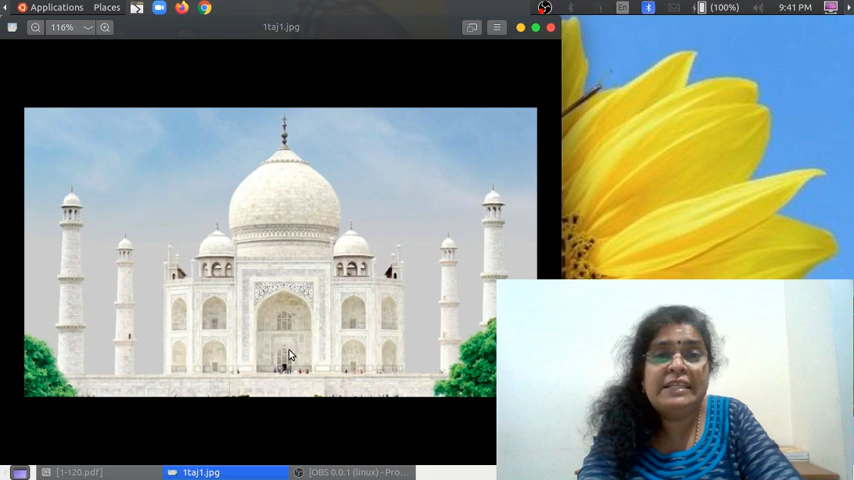 Applications Places En (100%) 9:41 PM
116% 1taj1.jpg
[1-120.pdf] 1taj1.jpg [OBS 0.0.1 (linux) - Pro...